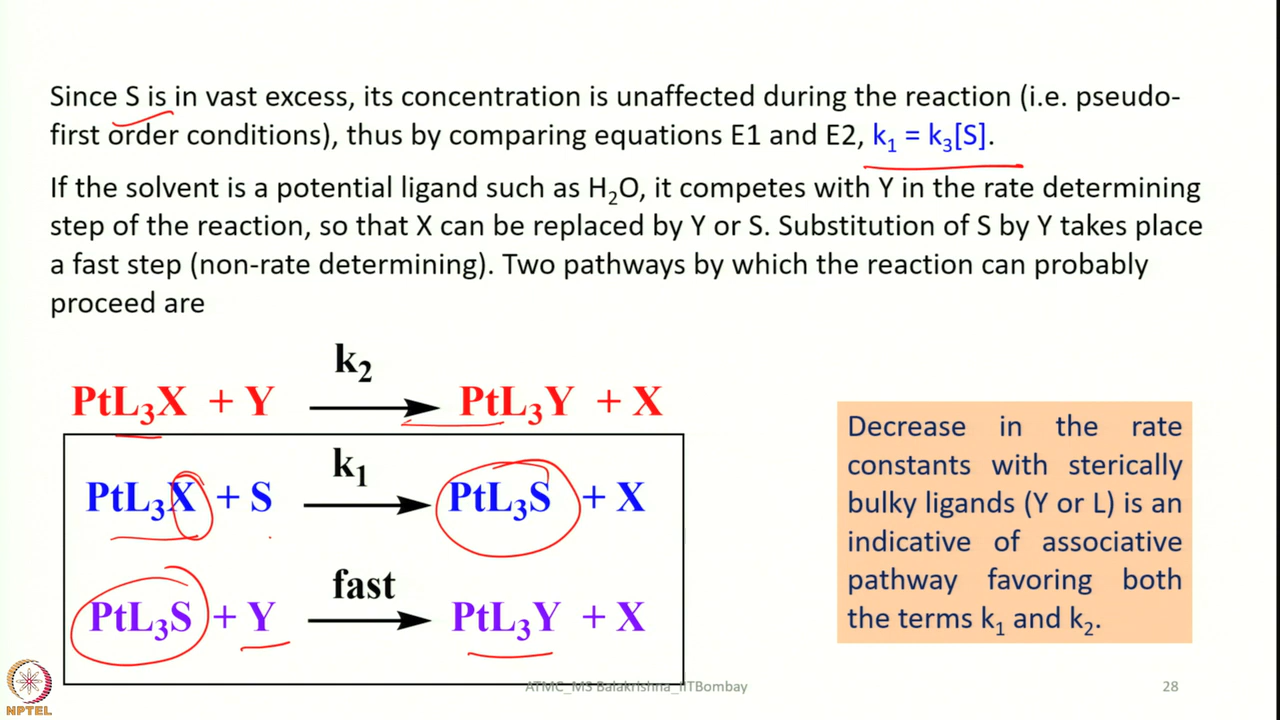 Since S is in vast excess, its concentration is unaffected during the reaction (i.e. pseudo-
first order conditions), thus by comparing equations E1 and E2, k₁ = k₃[S].
If the solvent is a potential ligand such as H₂O, it competes with Y in the rate determining
step of the reaction, so that X can be replaced by Y or S. Substitution of S by Y takes place
a fast step (non-rate determining). Two pathways by which the reaction can probably
proceed are
k₂
PtL₃X + Y → PtL₃Y + X
k₁
PtL₃X + S → PtL₃S + X
fast
PtL₃S + Y → PtL₃Y + X
Decrease in the rate
constants with sterically
bulky ligands (Y or L) is an
indicative of associative
pathway favoring both
the terms k₁ and k₂.
NPTEL
ATMC_MS Balakrishna_IITBombay
28